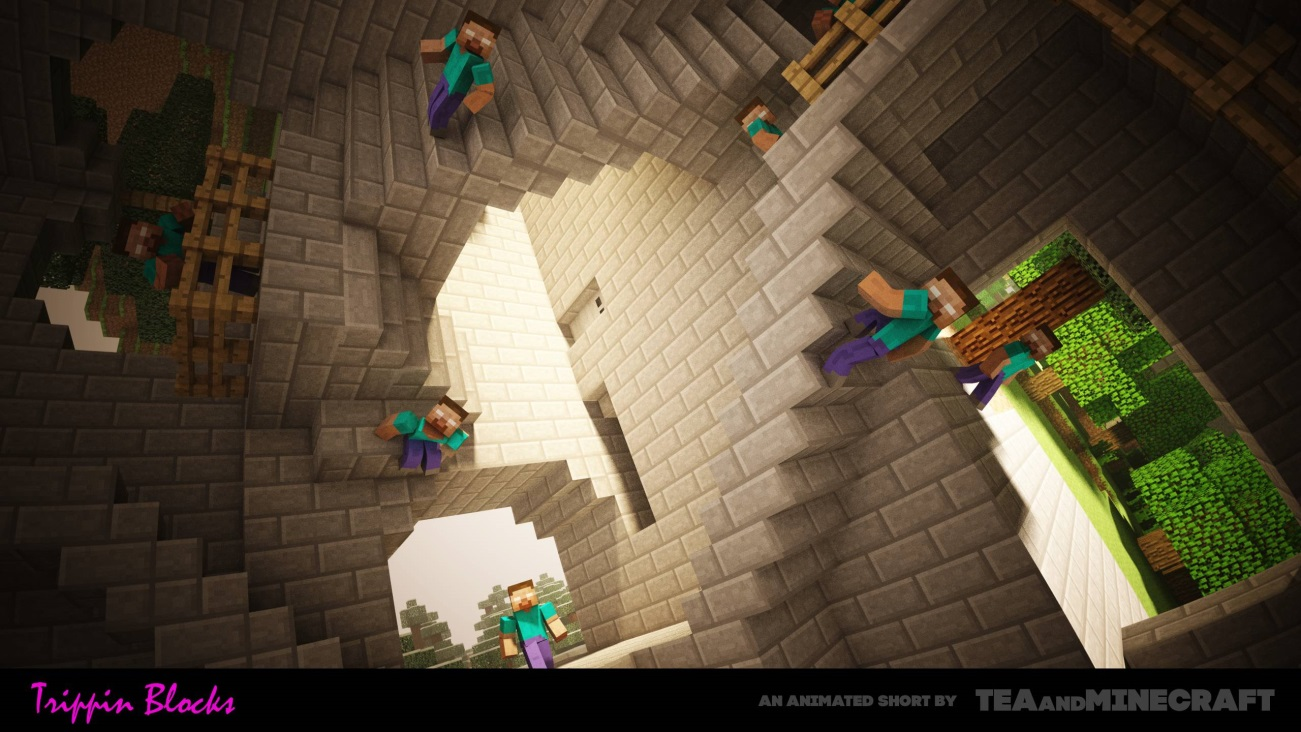 Trippin Blocks
AN ANIMATED SHORT BY TEAANDMINECRAFT